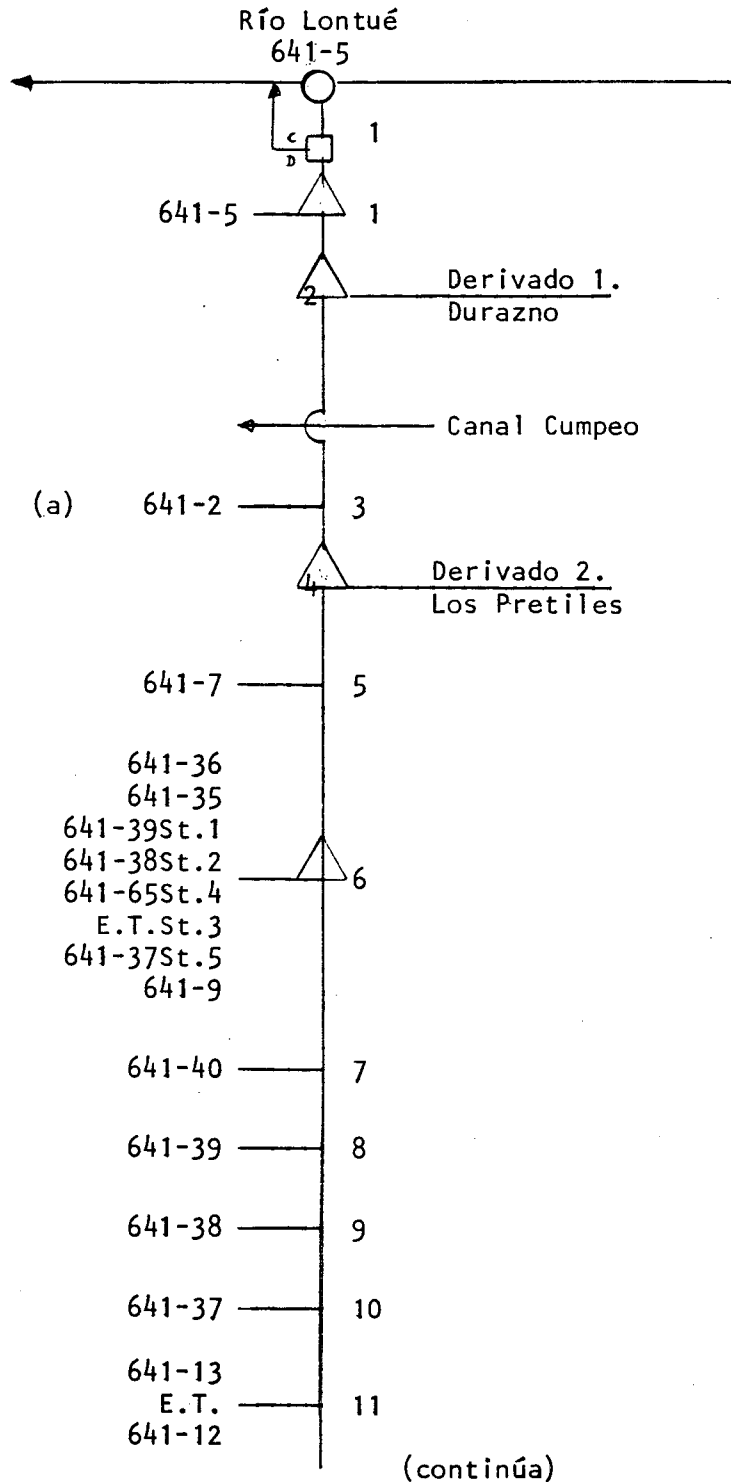 Río Lontué
641-5
1
C
D
641-5
1
2
Derivado 1.
Durazno
Canal Cumpeo
(a)
641-2
3
4
Derivado 2.
Los Pretiles
641-7
5
641-36
641-35
641-39St.1
641-38St.2
641-65St.4
E.T.St.3
641-37St.5
641-9
6
641-40
7
641-39
8
641-38
9
641-37
10
641-13
E.T.
641-12
11
(continúa)